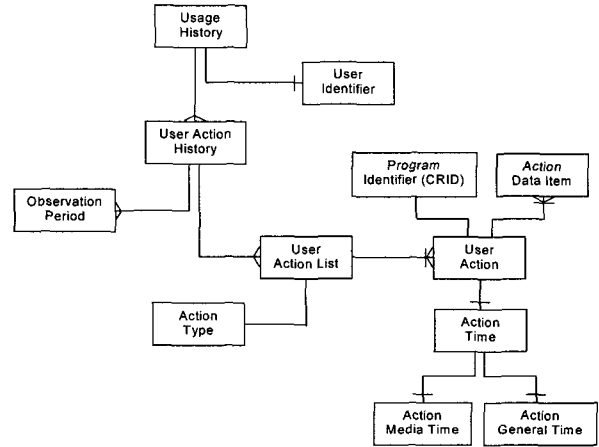 Usage
History
User
Identifier
User Action
History
Program
Identifier (CRID)
Action
Data Item
Observation
Period
User
Action List
User
Action
Action
Type
Action
Time
Action
Media Time
Action
General Time